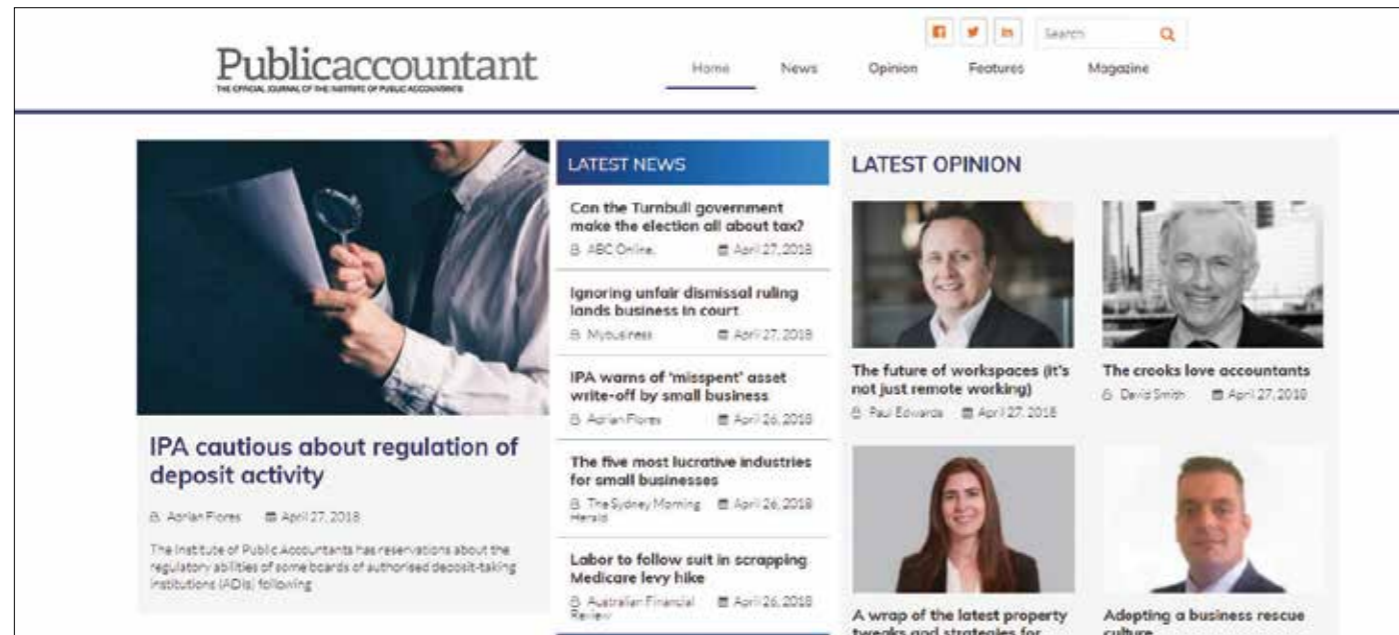 Search
Publicaccountant
THE OFFICIAL JOURNAL OF THE INSTITUTE OF PUBLIC ACCOUNTANTS
Home News Opinion Features Magazine
IPA cautious about regulation of
deposit activity
Adrian Flores April 27, 2018
The Institute of Public Accountants has reservations about the
regulatory abilities of some boards of authorised deposit-taking
institutions (ADIs) following
LATEST NEWS
Can the Turnbull government
make the election all about tax?
ABC Online. April 27, 2018
Ignoring unfair dismissal ruling
lands business in court
Mybusiness April 27, 2018
IPA warns of ‘misspent’ asset
write-off by small business
Adrian Flores April 26, 2018
The five most lucrative industries
for small businesses
The Sydney Morning April 26, 2018
Herald
Labor to follow suit in scrapping
Medicare levy hike
Australian Financial April 26, 2018
Review
LATEST OPINION
The future of workspaces (it’s
not just remote working)
Paul Edwards April 27, 2018
The crooks love accountants
David Smith April 27, 2018
A wrap of the latest property
tweaks and strategies for
Adopting a business rescue
culture